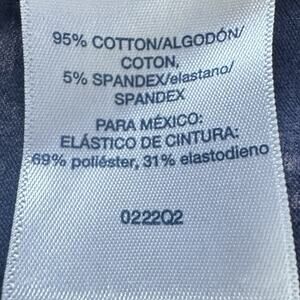 95% COTTON/ALGODÓN/
COTON,
5% SPANDEX/elastano/
SPANDEX
PARA MÉXICO:
ELÁSTICO DE CINTURA:
69% poliéster, 31% elastodieno
0222Q2